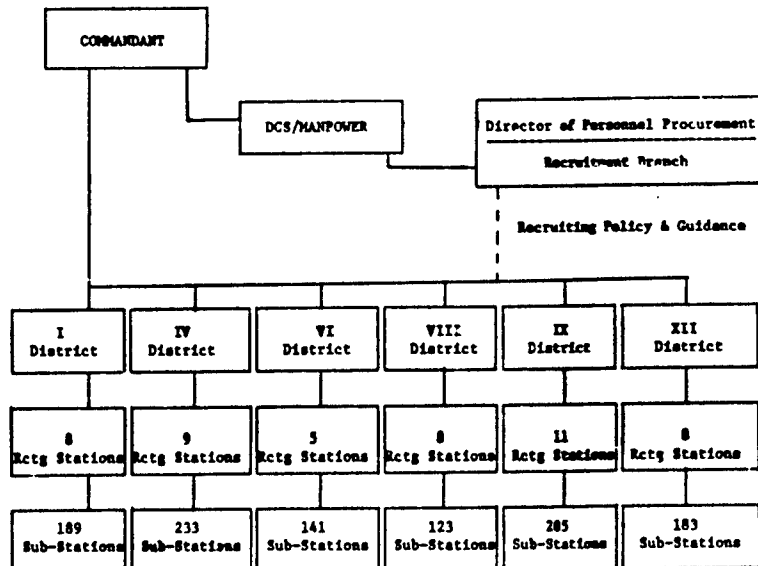 COMMANDANT
DCS/MANPOWER
Director of Personnel Procurement
Recruitment Branch
Recruiting Policy & Guidance
I
District
IV
District
VI
District
VIII
District
IX
District
XII
District
8
Rctg Stations
9
Rctg Stations
5
Rctg Stations
8
Rctg Stations
11
Rctg Stations
8
Rctg Stations
189
Sub-Stations
233
Sub-Stations
141
Sub-Stations
123
Sub-Stations
205
Sub-Stations
183
Sub-Stations